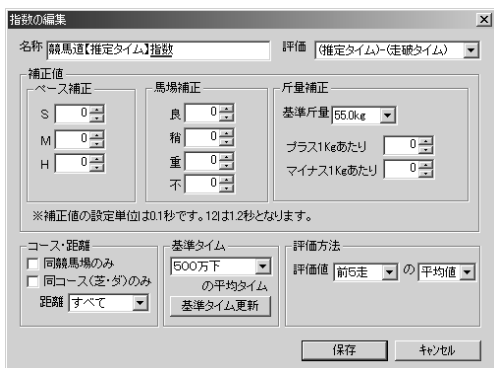 指数の編集
名称 競馬道【推定タイム】指数 評価 (推定タイム)-(走破タイム)
補正値
ペース補正 馬場補正 斤量補正
S 0 良 0 基準斤量 55.0kg
M 0 稍 0 プラス1Kgあたり 0
H 0 重 0 マイナス1Kgあたり 0
不 0
※補正値の設定単位は0.1秒です。12は1.2秒となります。
コース・距離 基準タイム 評価方法
同競馬場のみ 500万下 評価値 前5走 の 平均値
同コース(芝・ダ)のみ の平均タイム
距離 すべて 基準タイム更新
保存 キャンセル